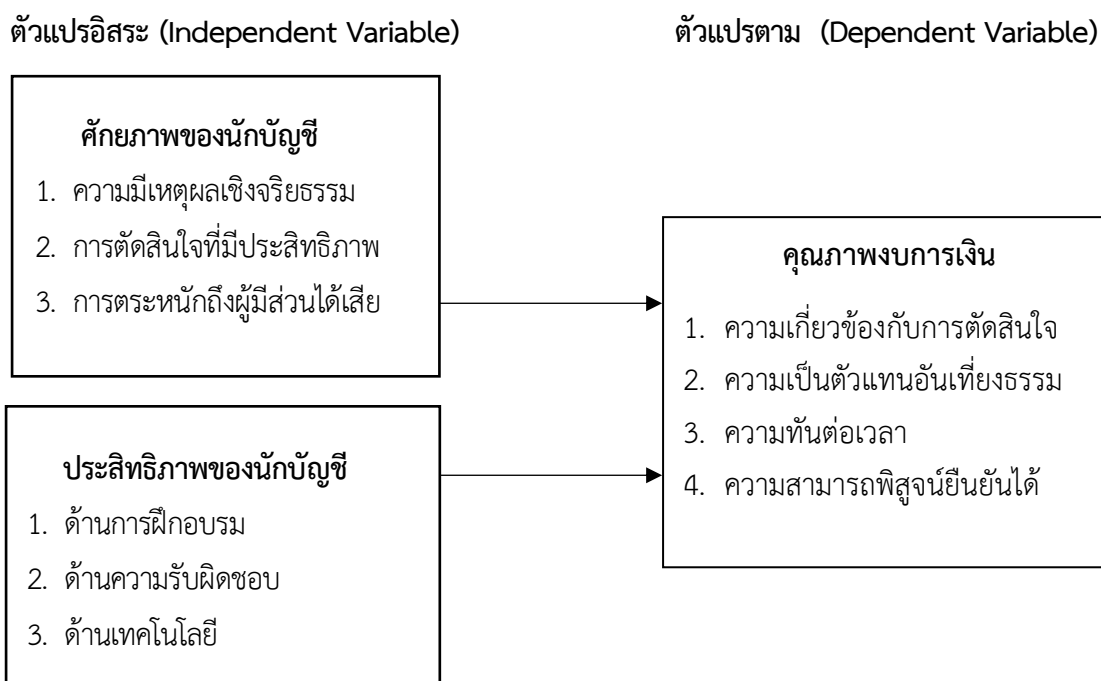 ตัวแปรอิสระ (Independent Variable)
ตัวแปรตาม (Dependent Variable)
ศักยภาพของนักบัญชี
1. ความมีเหตุผลเชิงจริยธรรม
2. การตัดสินใจที่มีประสิทธิภาพ
3. การตระหนักถึงผู้มีส่วนได้เสีย
ประสิทธิภาพของนักบัญชี
1. ด้านการฝึกอบรม
2. ด้านความรับผิดชอบ
3. ด้านเทคโนโลยี
คุณภาพงบการเงิน
1. ความเกี่ยวข้องกับการตัดสินใจ
2. ความเป็นตัวแทนอันเที่ยงธรรม
3. ความทันต่อเวลา
4. ความสามารถพิสูจน์ยืนยันได้